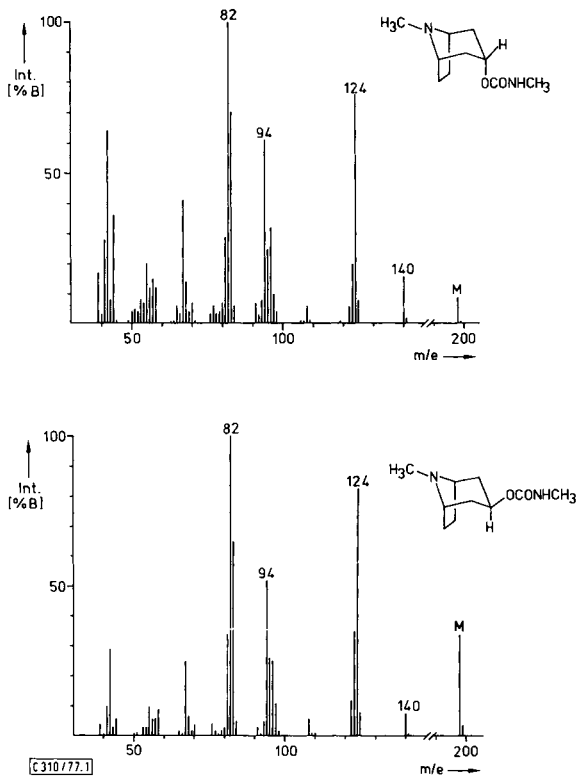 100
82
H₃C
N
H
OCONHCH₃
Int.
[%B]
124
94
50
140
M
50
100
200
m/e
100
82
H₃C
N
OCONHCH₃
H
Int.
[%B]
124
94
50
M
140
50
100
200
m/e
C310/77.1